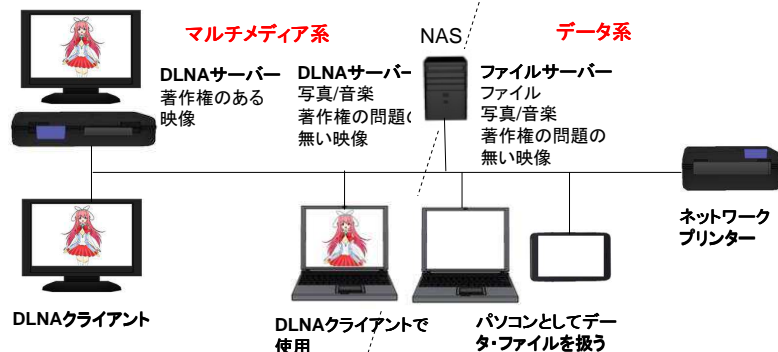 マルチメディア系
NAS
データ系
DLNAサーバー
著作権のある
映像
DLNAサーバー
写真/音楽
著作権の問題の
無い映像
ファイルサーバー
ファイル
写真/音楽
著作権の問題の
無い映像
ネットワーク
プリンター
DLNAクライアント
DLNAクライアントで
使用
パソコンとしてデー
タ・ファイルを扱う